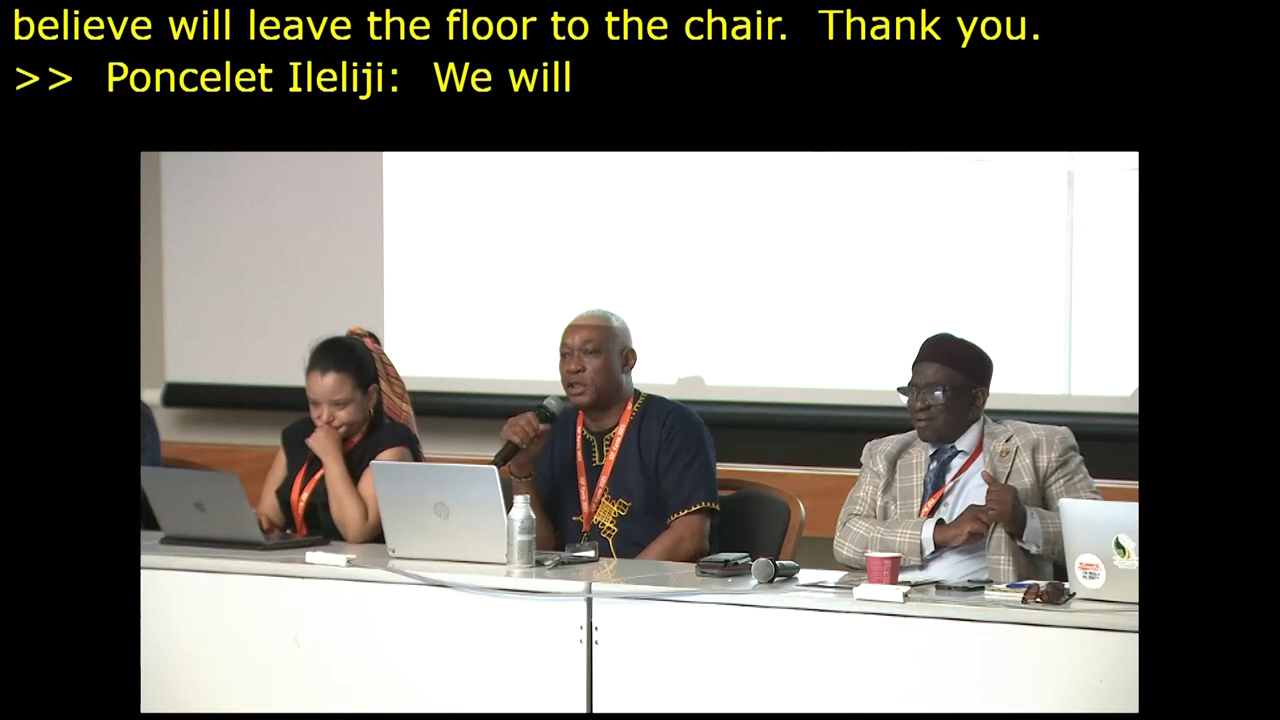 believe will leave the floor to the chair.  Thank you.
>>  Poncelet Ileliji:  We will